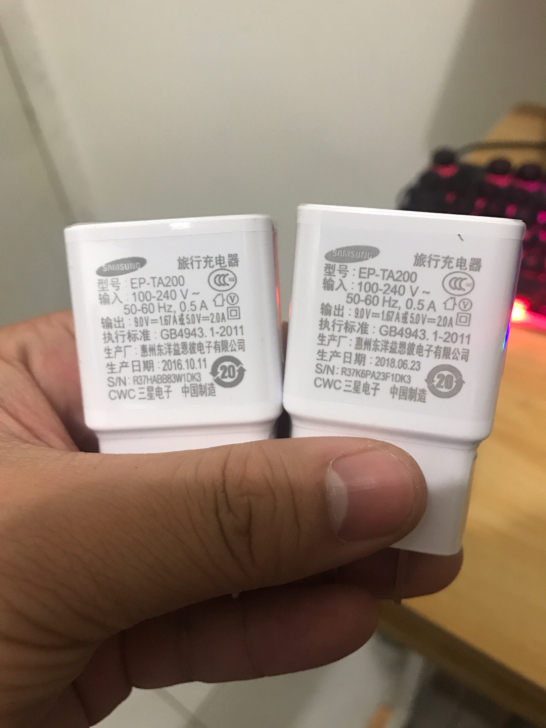 SAMSUNG
旅行充电器
型号: EP-TA200
输入: 100-240 V ~
50-60 Hz, 0.5 A
输出: 9.0V⎓1.67A或5.0V⎓2.0A
执行标准: GB4943.1-2011
生产厂: 惠州东洋益思彼电子有限公司
生产日期: 2016.10.11
S/N: R37HABB83W1DK3
20
CWC 三星电子 中国制造
SAMSUNG
旅行充电器
型号: EP-TA200
输入: 100-240 V ~
50-60 Hz, 0.5 A
输出: 9.0V⎓1.67A或5.0V⎓2.0A
执行标准: GB4943.1-2011
生产厂: 惠州东洋益思彼电子有限公司
生产日期: 2018.06.23
S/N: R37K6PA23F1DK3
20
CWC 三星电子 中国制造